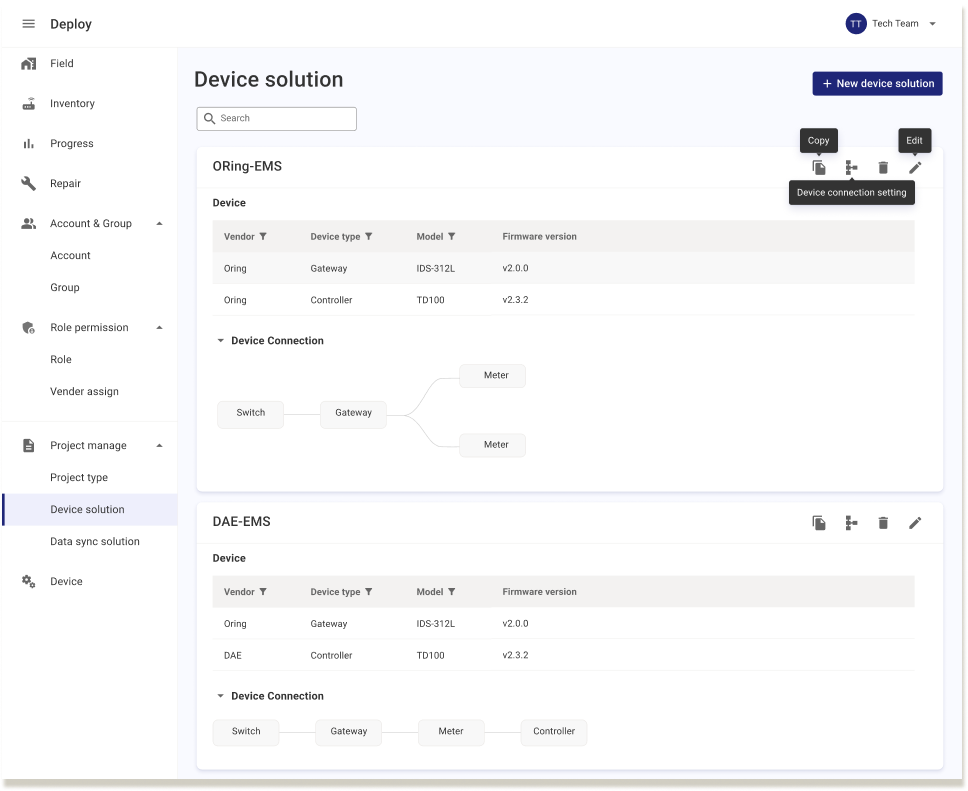 Deploy
TT Tech Team
Field
Inventory
Progress
Repair
Account & Group
Account
Group
Role permission
Role
Vender assign
Project manage
Project type
Device solution
Data sync solution
Device
Device solution
+ New device solution
Search
Copy
Edit
ORing-EMS
Device connection setting
Device
Vendor Device type Model Firmware version
Oring Gateway IDS-312L v2.0.0
Oring Controller TD100 v2.3.2
Device Connection
Meter
Switch Gateway
Meter
DAE-EMS
Device
Vendor Device type Model Firmware version
Oring Gateway IDS-312L v2.0.0
DAE Controller TD100 v2.3.2
Device Connection
Switch Gateway Meter Controller